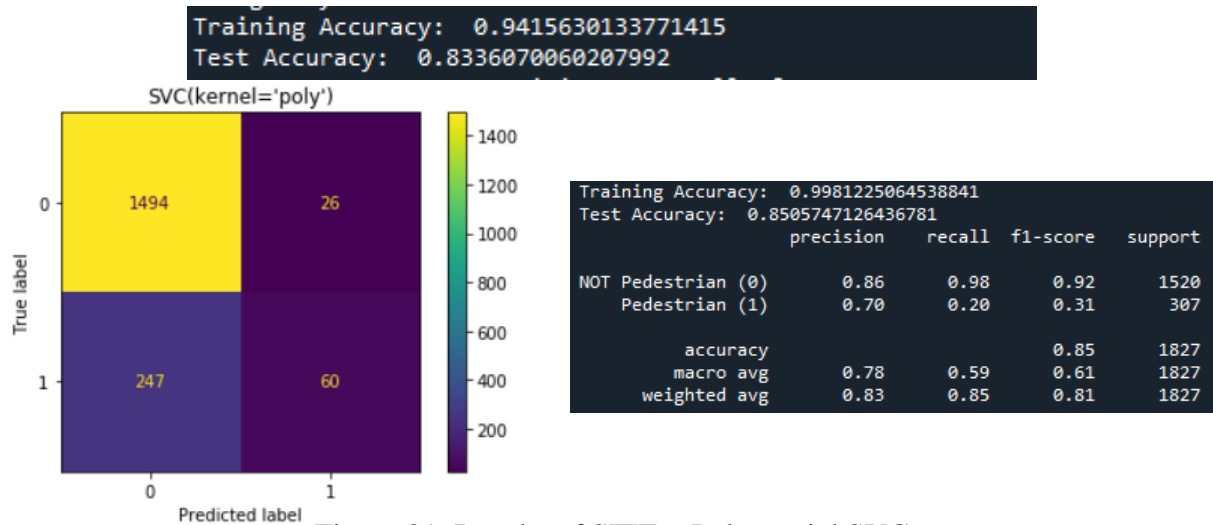 Training Accuracy: 0.9415630133771415
Test Accuracy: 0.8336070060207992
SVC(kernel='poly')
True label
0
1
1494 26
247 60
0 1
Predicted label
1400
1200
1000
800
600
400
200
Training Accuracy: 0.9981225064538841
Test Accuracy: 0.8505747126436781
precision recall f1-score support
NOT Pedestrian (0) 0.86 0.98 0.92 1520
Pedestrian (1) 0.70 0.20 0.31 307
accuracy 0.85 1827
macro avg 0.78 0.59 0.61 1827
weighted avg 0.83 0.85 0.81 1827